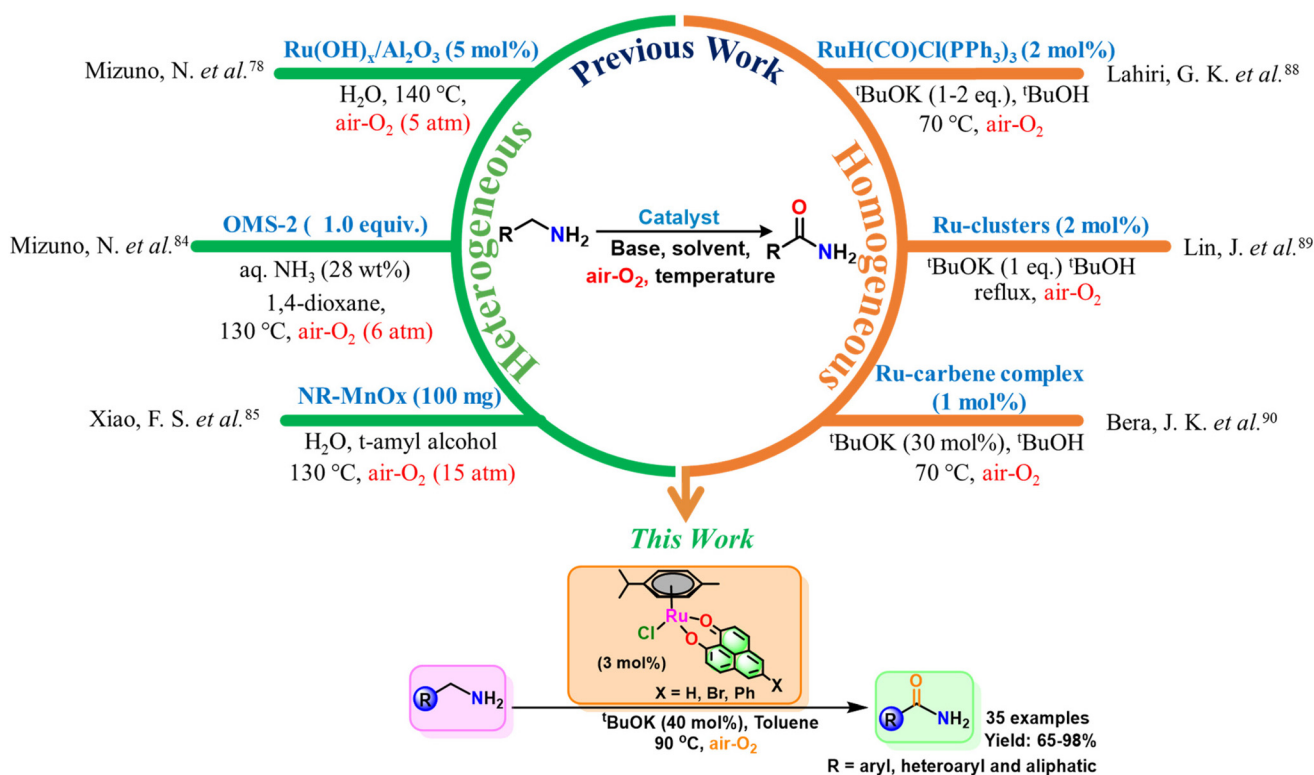 Previous Work
Heterogeneous
Homogeneous
Ru(OH)ₓ/Al₂O₃ (5 mol%)
Mizuno, N. et al.⁷⁸
H₂O, 140 °C,
air-O₂ (5 atm)
OMS-2 ( 1.0 equiv.)
Mizuno, N. et al.⁸⁴
aq. NH₃ (28 wt%)
1,4-dioxane,
130 °C, air-O₂ (6 atm)
NR-MnOx (100 mg)
Xiao, F. S. et al.⁸⁵
H₂O, t-amyl alcohol
130 °C, air-O₂ (15 atm)
R NH₂
Catalyst
Base, solvent,
air-O₂, temperature
O
R NH₂
RuH(CO)Cl(PPh₃)₃ (2 mol%)
Lahiri, G. K. et al.⁸⁸
ᵗBuOK (1-2 eq.), ᵗBuOH
70 °C, air-O₂
Ru-clusters (2 mol%)
Lin, J. et al.⁸⁹
ᵗBuOK (1 eq.) ᵗBuOH
reflux, air-O₂
Ru-carbene complex
(1 mol%)
Bera, J. K. et al.⁹⁰
ᵗBuOK (30 mol%), ᵗBuOH
70 °C, air-O₂
This Work
Ru O
Cl O
(3 mol%)
X
X = H, Br, Ph
R NH₂
ᵗBuOK (40 mol%), Toluene
90 ºC, air-O₂
O
R NH₂
35 examples
Yield: 65-98%
R = aryl, heteroaryl and aliphatic